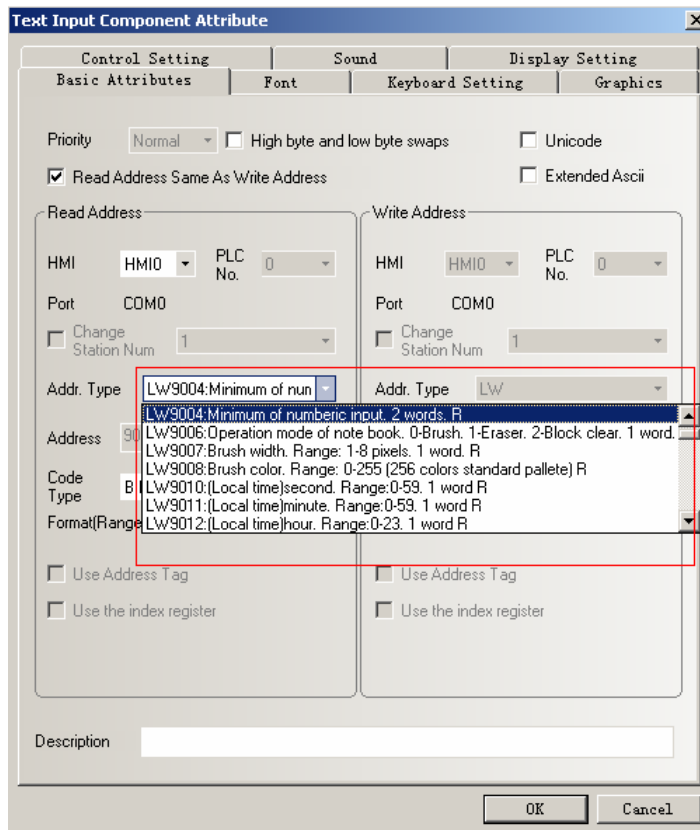 Text Input Component Attribute
Control Setting Sound Display Setting
Basic Attributes Font Keyboard Setting Graphics
Priority Normal High byte and low byte swaps Unicode
Read Address Same As Write Address Extended Ascii
Read Address Write Address
HMI HMI0 PLC No. 0 HMI HMI0 PLC No. 0
Port COM0 Port COM0
Change Station Num 1 Change Station Num 1
Addr. Type LW9004:Minimum of nun Addr. Type LW
LW9004:Minimum of numberic input. 2 words. R
Address 90 LW9006:Operation mode of note book. 0-Brush. 1-Eraser. 2-Block clear. 1 word.
LW9007:Brush width. Range: 1-8 pixels. 1 word. R
LW9008:Brush color. Range: 0-255 (256 colors standard pallete) R
Code Type B LW9010:(Local time)second. Range:0-59. 1 word R
LW9011:(Local time)minute. Range:0-59. 1 word R
Format(Range LW9012:(Local time)hour. Range:0-23. 1 word R
Use Address Tag Use Address Tag
Use the index register Use the index register
Description
OK Cancel